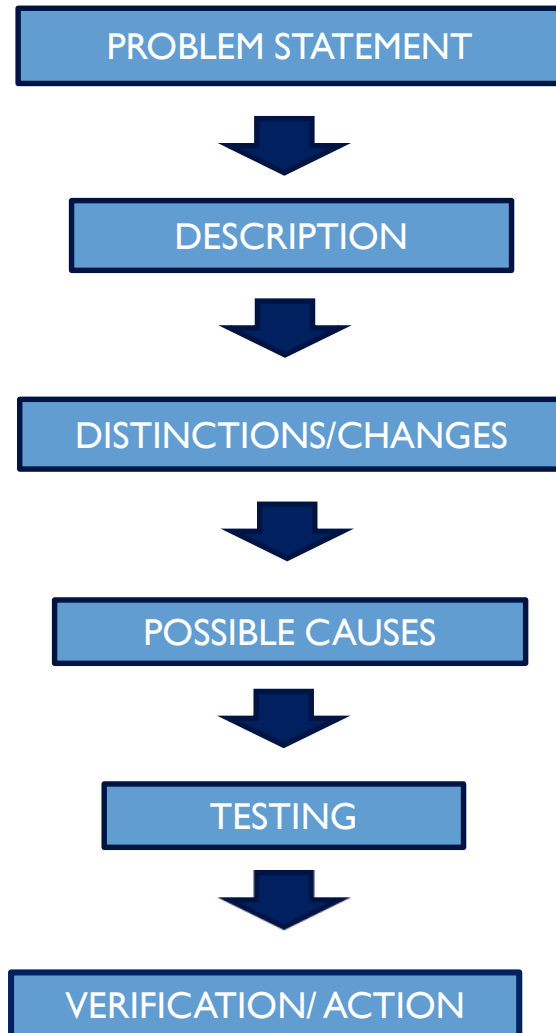 PROBLEM STATEMENT
DESCRIPTION
DISTINCTIONS/CHANGES
POSSIBLE CAUSES
TESTING
VERIFICATION/ ACTION